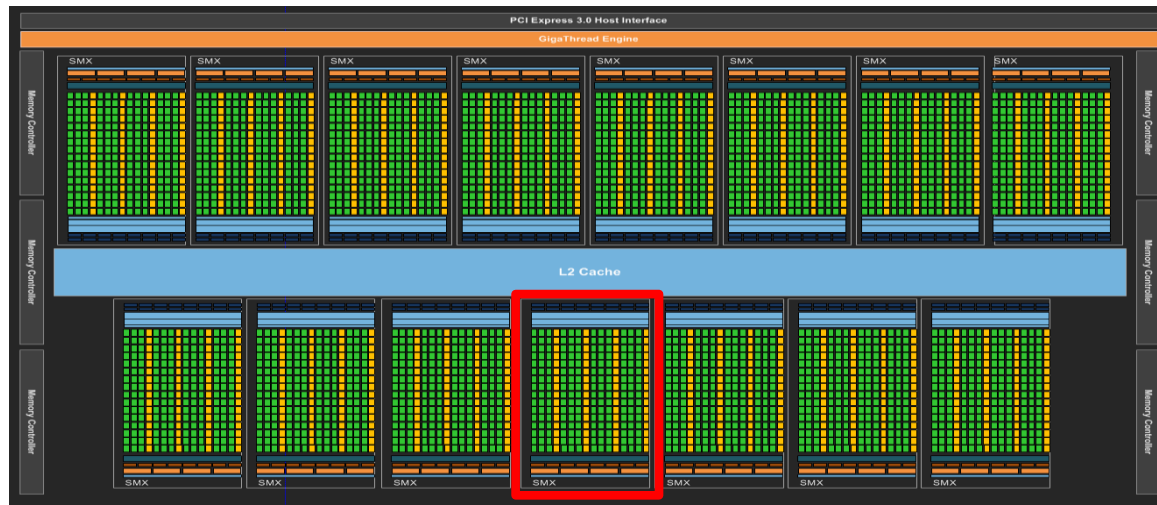 PCI Express 3.0 Host Interface
GigaThread Engine
SMX SMX SMX SMX SMX SMX SMX SMX
Memory Controller
Memory Controller
Memory Controller
Memory Controller
L2 Cache
Memory Controller
Memory Controller
SMX SMX SMX SMX SMX SMX SMX